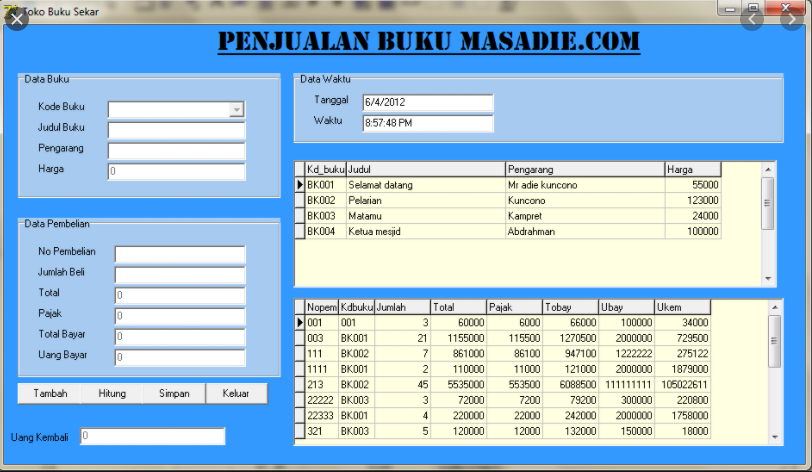 Toko Buku Sekar
PENJUALAN BUKU MASADIE.COM
Data Buku
Kode Buku
Judul Buku
Pengarang
Harga 0
Data Waktu
Tanggal 6/4/2012
Waktu 8:57:48 PM
Kd_buku Judul Pengarang Harga
BK001 Selamat datang Mr adie kuncono 55000
BK002 Pelarian Kuncono 123000
BK003 Matamu Kampret 24000
BK004 Ketua mesjid Abdrahman 100000
Data Pembelian
No Pembelian
Jumlah Beli
Total 0
Pajak 0
Total Bayar 0
Uang Bayar 0
Tambah Hitung Simpan Keluar
Uang Kembali 0
Nopem Kdbuku Jumlah Total Pajak Tobay Ubay Ukem
001 001 3 60000 6000 66000 100000 34000
003 BK001 21 1155000 115500 1270500 2000000 729500
111 BK002 7 861000 86100 947100 1222222 275122
1111 BK001 2 110000 11000 121000 2000000 1879000
213 BK002 45 5535000 553500 6088500 111111111 105022611
22222 BK003 3 72000 7200 79200 300000 220800
22333 BK001 4 220000 22000 242000 2000000 1758000
321 BK003 5 120000 12000 132000 150000 18000